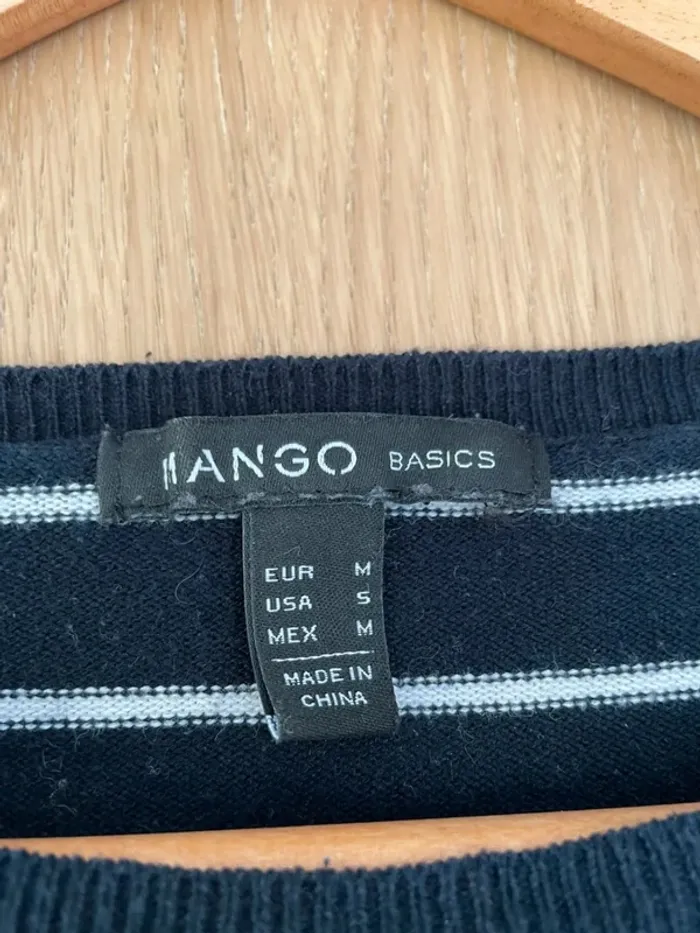 MANGO BASICS
EUR M
USA S
MEX M
MADE IN
CHINA